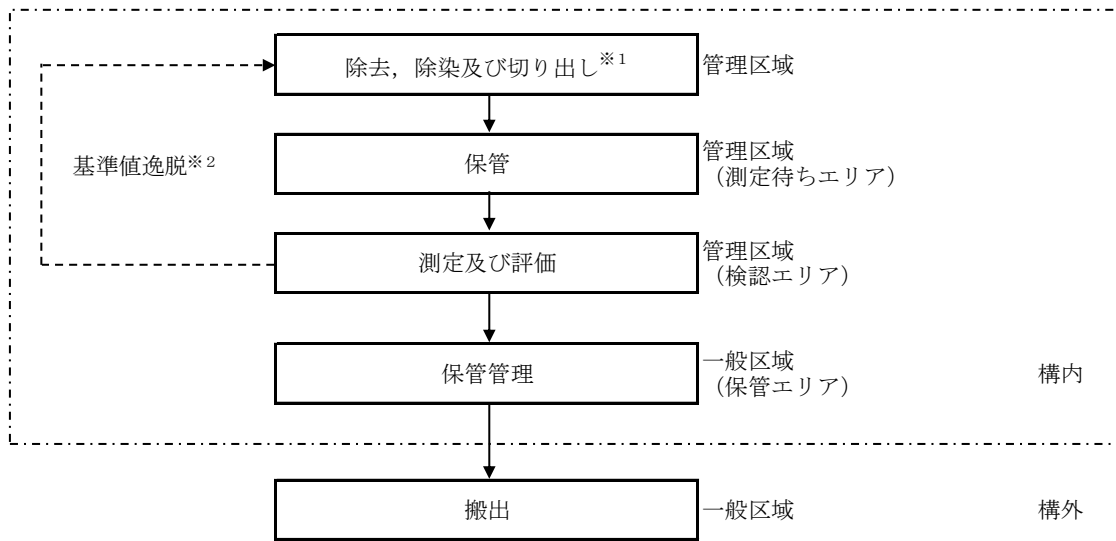 除去，除染及び切り出し※1
管理区域
保管
管理区域
（測定待ちエリア）
基準値逸脱※2
測定及び評価
管理区域
（検認エリア）
保管管理
一般区域
（保管エリア）
構内
搬出
一般区域
構外